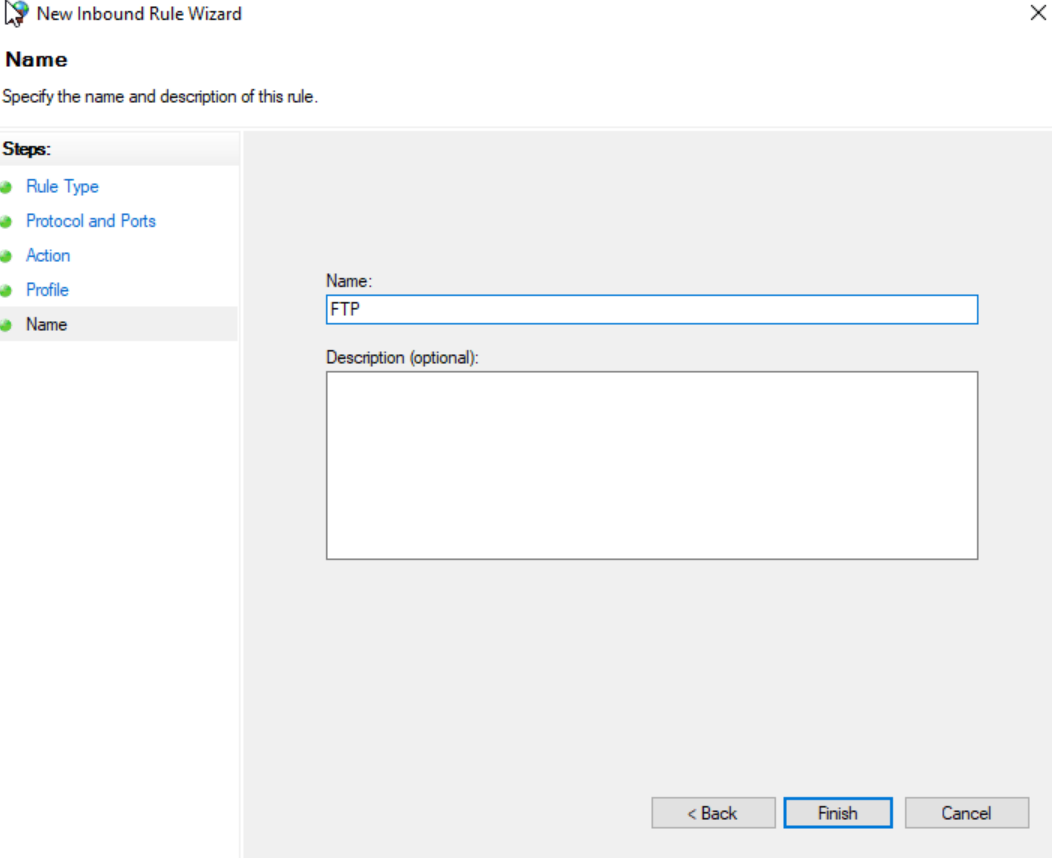 New Inbound Rule Wizard
Name
Specify the name and description of this rule.
Steps:
Rule Type
Protocol and Ports
Action
Profile
Name
Name:
FTP
Description (optional):
< Back Finish Cancel